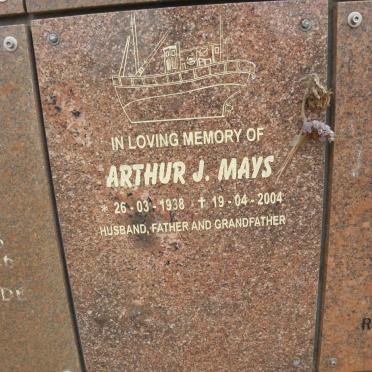 IN LOVING MEMORY OF
ARTHUR J. MAYS
* 26 - 03 - 1938 ✝ 19 - 04 - 2004
HUSBAND, FATHER AND GRANDFATHER